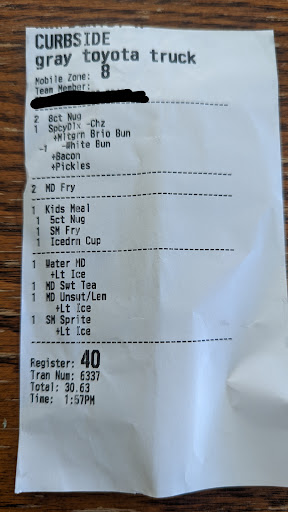 CURBSIDE
gray toyota truck
Mobile Zone: 8
Team Member:
2 8ct Nug
1 SpcyDlx -Chz
+Mltgrn Brio Bun
-1 -White Bun
+Bacon
+Pickles
2 MD Fry
1 Kids Meal
1 5ct Nug
1 SM Fry
1 Icedrm Cup
1 Water MD
+Lt Ice
1 MD Swt Tea
1 MD Unsut/Lem
+Lt Ice
1 SM Sprite
+Lt Ice
Register: 40
Tran Num: 6337
Total: 30.63
Time: 1:57PM